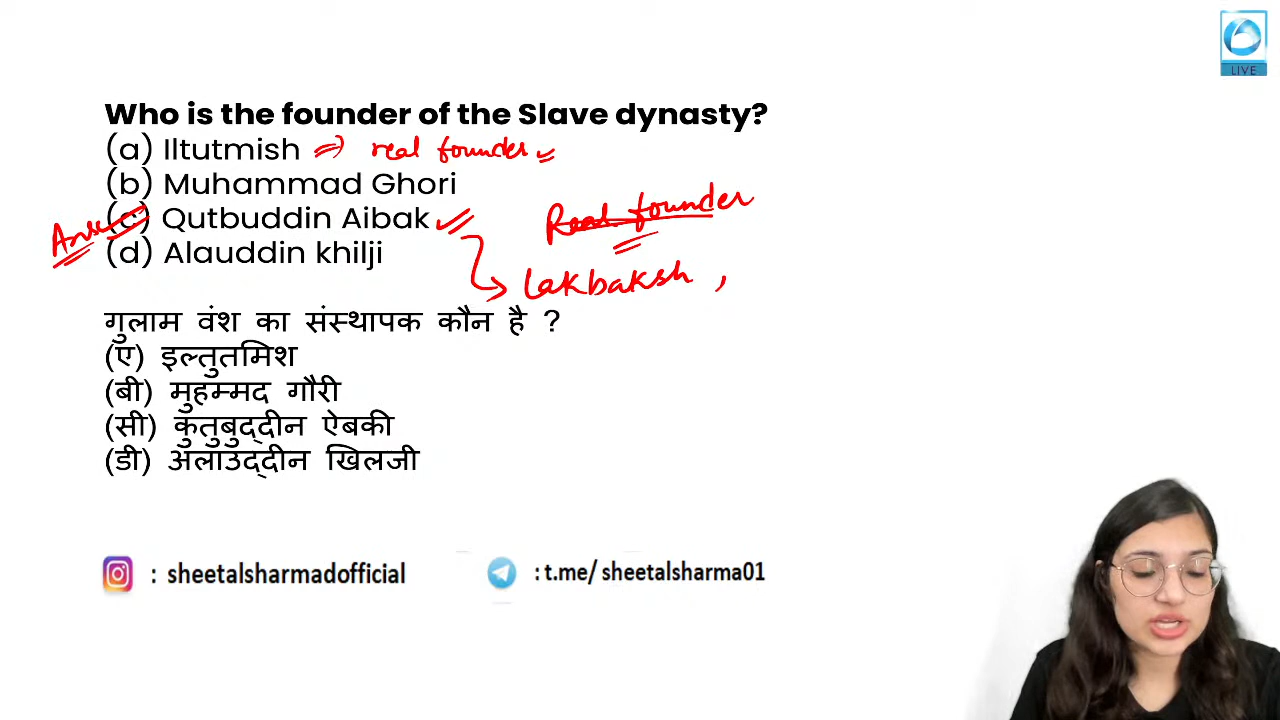 LIVE
Who is the founder of the Slave dynasty?
(a) Iltutmish => real founder
(b) Muhammad Ghori
Real founder
Ans (c) Qutbuddin Aibak
(d) Alauddin khilji
Lakbaksh ,
गुलाम वंश का संस्थापक कौन है ?
(ए) इल्तुतमिश
(बी) मुहम्मद गौरी
(सी) कुतुबुद्दीन ऐबकी
(डी) अलाउद्दीन खिलजी
: sheetalsharmadofficial
: t.me/ sheetalsharma01